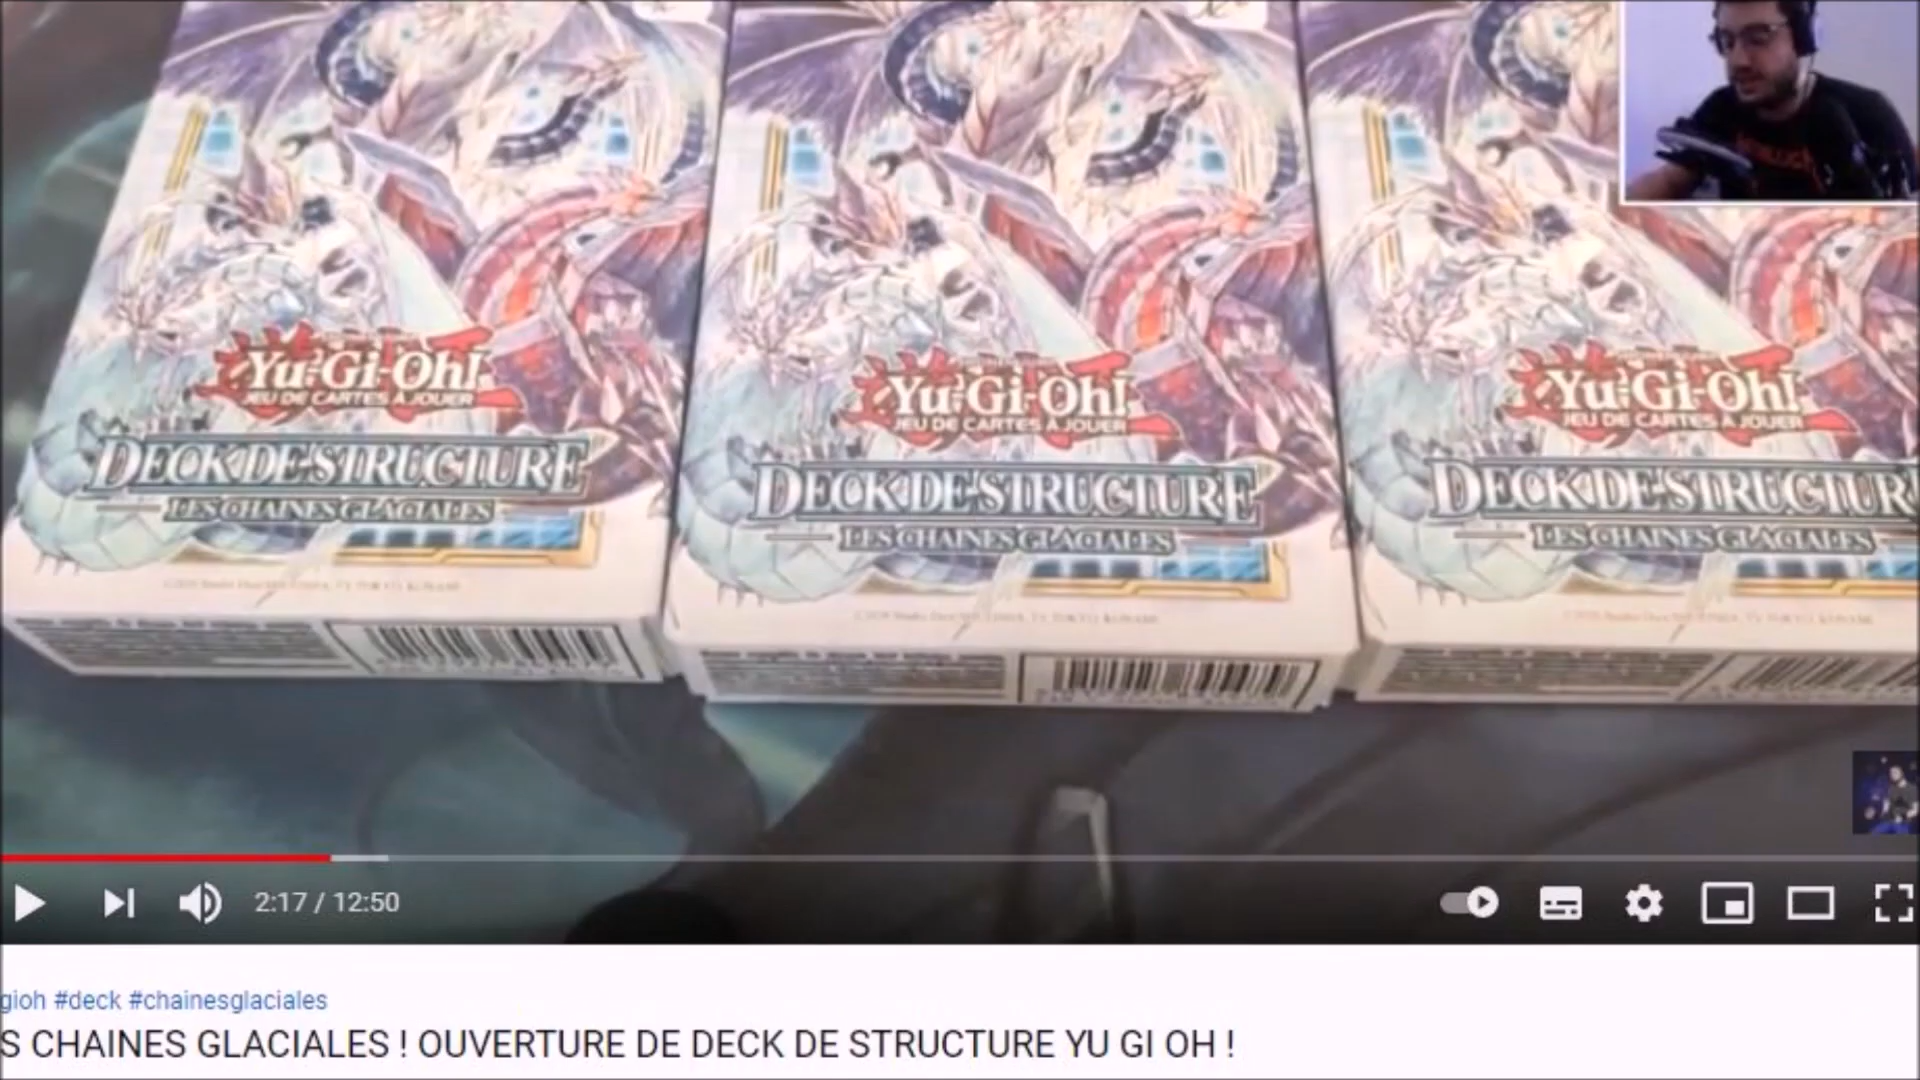 Yu-Gi-Oh!
JEU DE CARTES À JOUER
DECK DE STRUCTURE
LES CHAINES GLACIALES
Yu-Gi-Oh!
JEU DE CARTES À JOUER
DECK DE STRUCTURE
LES CHAINES GLACIALES
Yu-Gi-Oh!
JEU DE CARTES À JOUER
DECK DE STRUCTUR
LES CHAINES GLACIALES
2:17 / 12:50
gioh #deck #chainesglaciales
S CHAINES GLACIALES ! OUVERTURE DE DECK DE STRUCTURE YU GI OH !